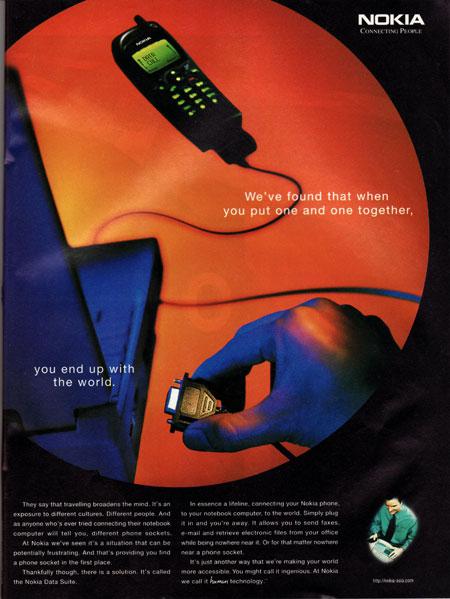 NOKIA
CONNECTING PEOPLE
NOKIA
DATA
CALL
We've found that when
you put one and one together,
you end up with
the world.
They say that travelling broadens the mind. It's an
exposure to different cultures. Different people. And
as anyone who's ever tried connecting their notebook
computer will tell you, different phone sockets.
At Nokia we've seen it's a situation that can be
potentially frustrating. And that's providing you find
a phone socket in the first place.
Thankfully though, there is a solution. It's called
the Nokia Data Suite.
In essence a lifeline, connecting your Nokia phone,
to your notebook computer, to the world. Simply plug
it in and you're away. It allows you to send faxes,
e-mail and retrieve electronic files from your office
while being nowhere near it. Or for that matter nowhere
near a phone socket.
It's just another way that we're making your world
more accessible. You might call it ingenious. At Nokia
we call it human technology.
http://nokia-asia.com